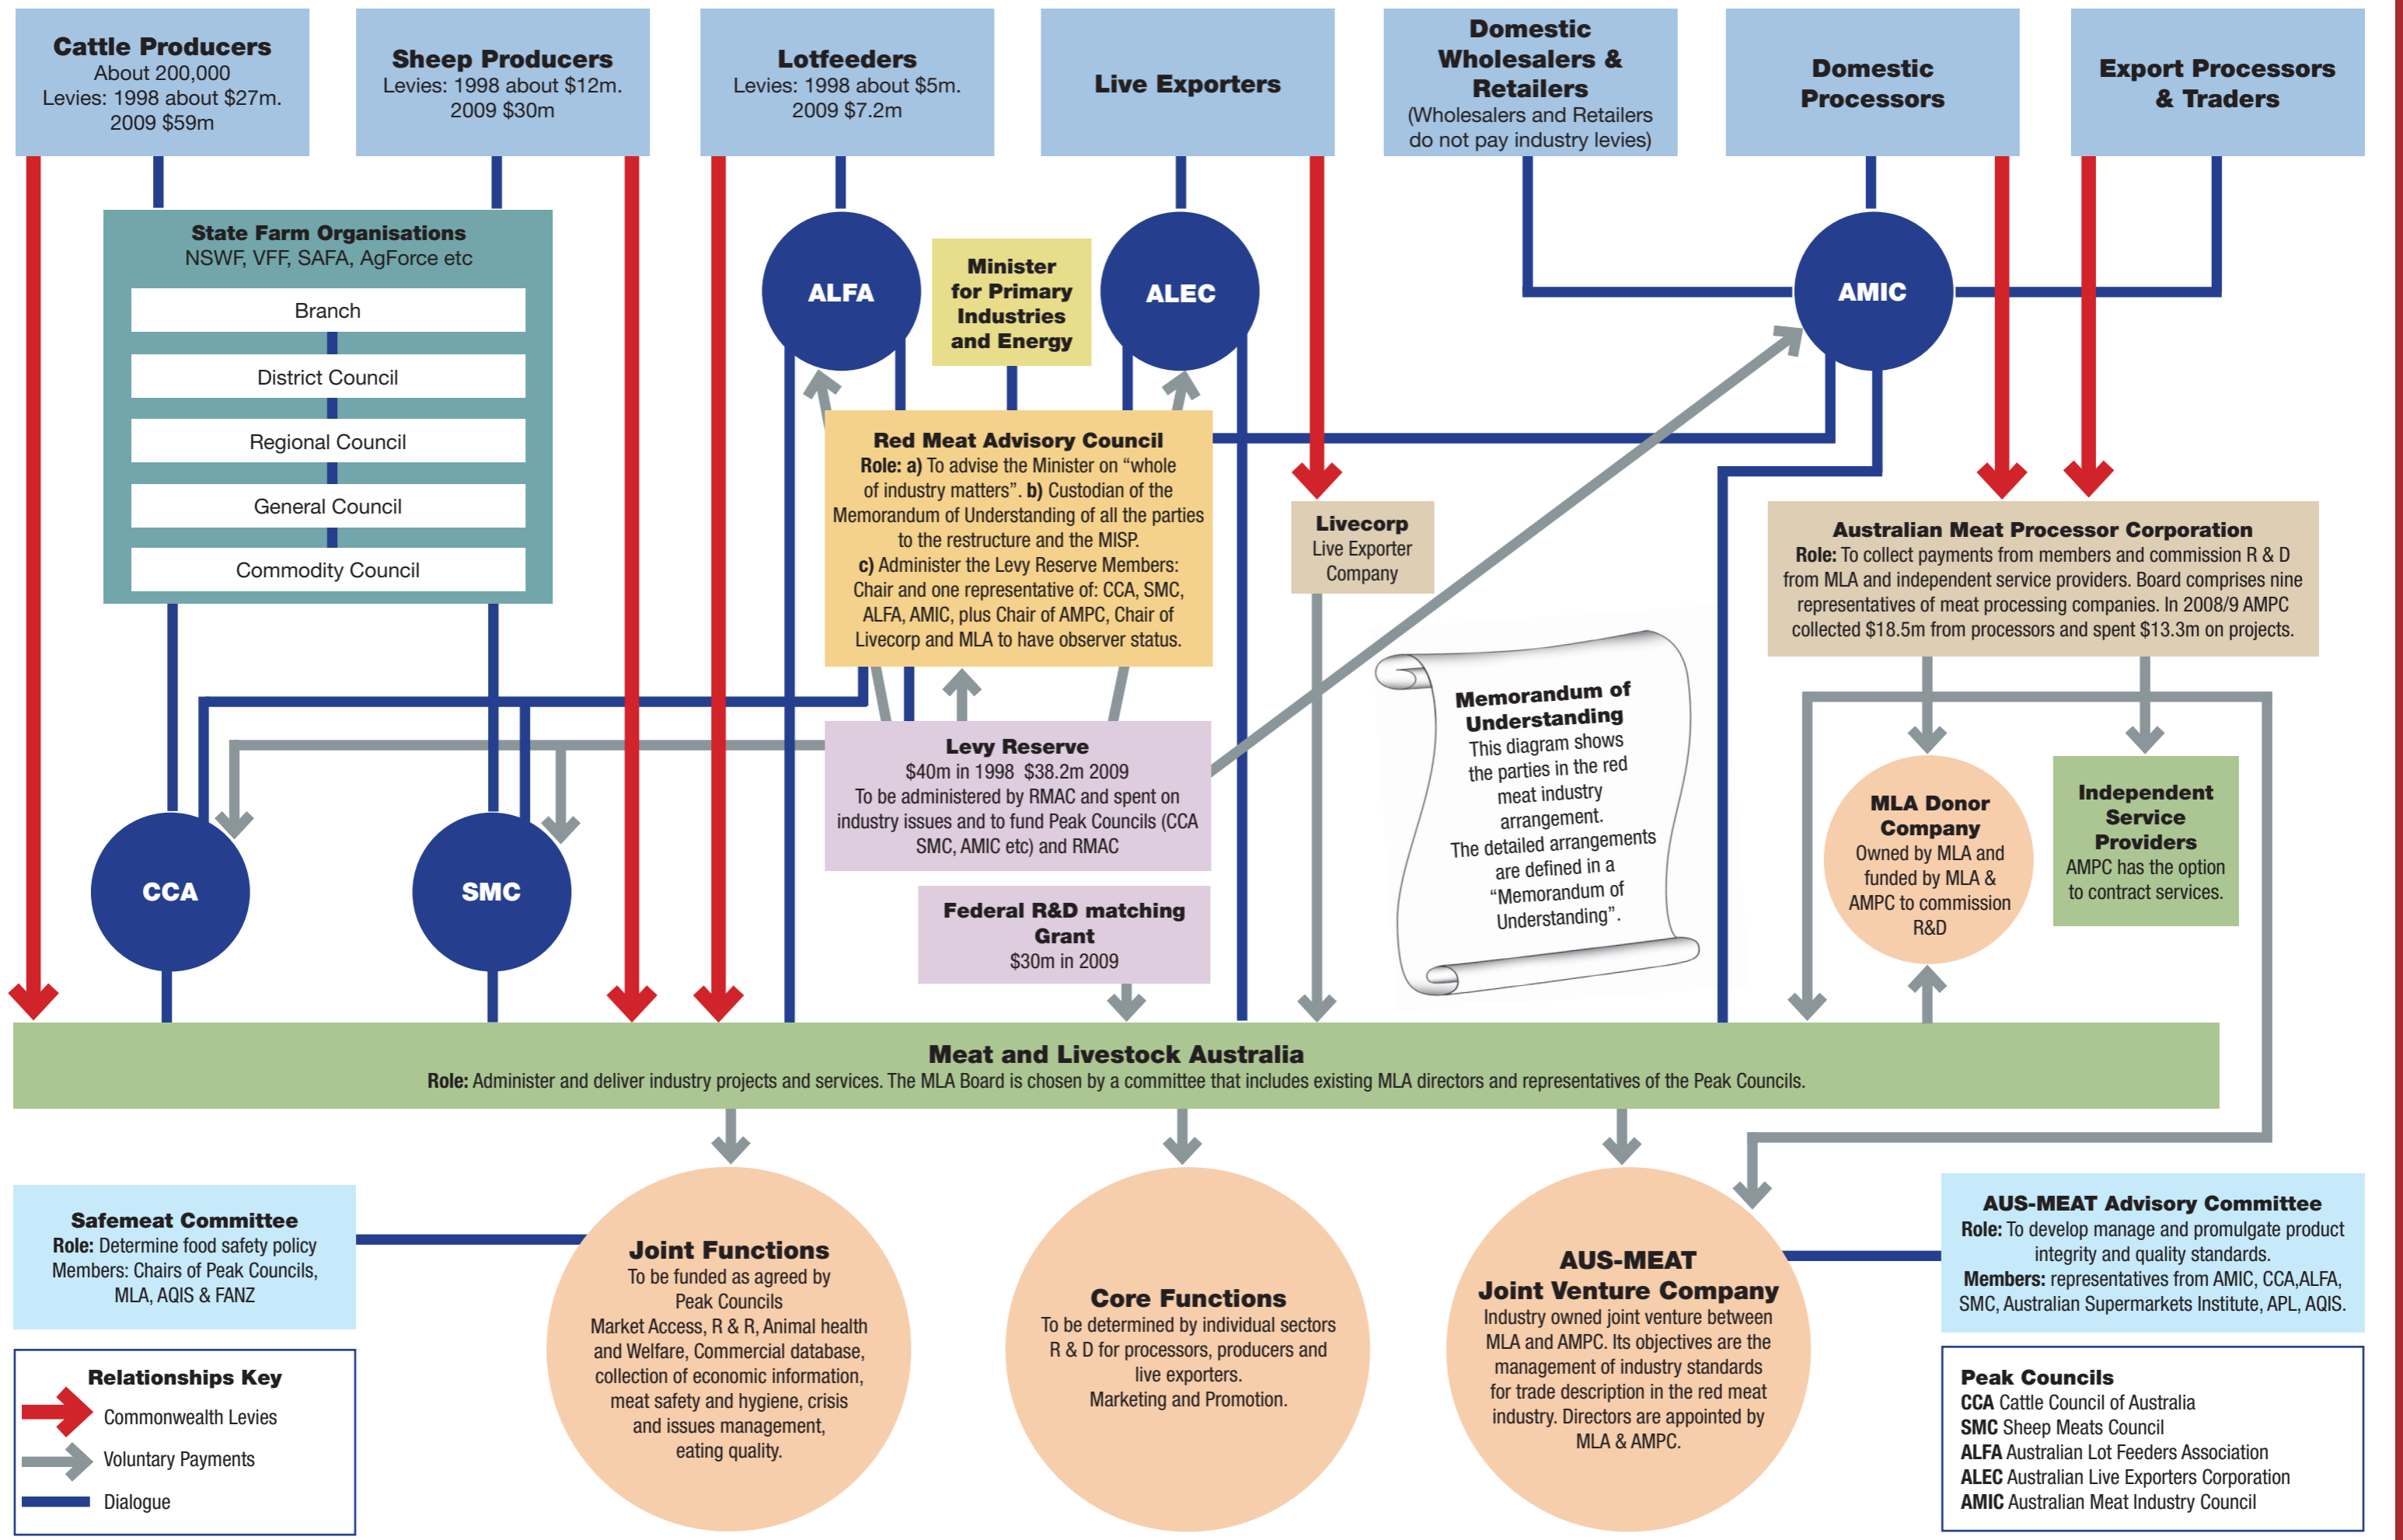 Cattle Producers
About 200,000
Levies: 1998 about $27m.
2009 $59m
Sheep Producers
Levies: 1998 about $12m.
2009 $30m
Lotfeeders
Levies: 1998 about $5m.
2009 $7.2m
Live Exporters
Domestic
Wholesalers &
Retailers
(Wholesalers and Retailers
do not pay industry levies)
Domestic
Processors
Export Processors
& Traders
State Farm Organisations
NSWF, VFF, SAFA, AgForce etc
Branch
District Council
Regional Council
General Council
Commodity Council
ALFA
Minister
for Primary
Industries
and Energy
ALEC
AMIC
Red Meat Advisory Council
Role: a) To advise the Minister on “whole
of industry matters”. b) Custodian of the
Memorandum of Understanding of all the parties
to the restructure and the MISP.
c) Administer the Levy Reserve Members:
Chair and one representative of: CCA, SMC,
ALFA, AMIC, plus Chair of AMPC, Chair of
Livecorp and MLA to have observer status.
Livecorp
Live Exporter
Company
Australian Meat Processor Corporation
Role: To collect payments from members and commission R & D
from MLA and independent service providers. Board comprises nine
representatives of meat processing companies. In 2008/9 AMPC
collected $18.5m from processors and spent $13.3m on projects.
Memorandum of
Understanding
This diagram shows
the parties in the red
meat industry
arrangement.
The detailed arrangements
are defined in a
“Memorandum of
Understanding”.
Levy Reserve
$40m in 1998 $38.2m 2009
To be administered by RMAC and spent on
industry issues and to fund Peak Councils (CCA
SMC, AMIC etc) and RMAC
Federal R&D matching
Grant
$30m in 2009
CCA
SMC
MLA Donor
Company
Owned by MLA and
funded by MLA &
AMPC to commission
R&D
Independent
Service
Providers
AMPC has the option
to contract services.
Meat and Livestock Australia
Role: Administer and deliver industry projects and services. The MLA Board is chosen by a committee that includes existing MLA directors and representatives of the Peak Councils.
Safemeat Committee
Role: Determine food safety policy
Members: Chairs of Peak Councils,
MLA, AQIS & FANZ
Joint Functions
To be funded as agreed by
Peak Councils
Market Access, R & R, Animal health
and Welfare, Commercial database,
collection of economic information,
meat safety and hygiene, crisis
and issues management,
eating quality.
Core Functions
To be determined by individual sectors
R & D for processors, producers and
live exporters.
Marketing and Promotion.
AUS-MEAT
Joint Venture Company
Industry owned joint venture between
MLA and AMPC. Its objectives are the
management of industry standards
for trade description in the red meat
industry. Directors are appointed by
MLA & AMPC.
AUS-MEAT Advisory Committee
Role: To develop manage and promulgate product
integrity and quality standards.
Members: representatives from AMIC, CCA,ALFA,
SMC, Australian Supermarkets Institute, APL, AQIS.
Relationships Key
Commonwealth Levies
Voluntary Payments
Dialogue
Peak Councils
CCA Cattle Council of Australia
SMC Sheep Meats Council
ALFA Australian Lot Feeders Association
ALEC Australian Live Exporters Corporation
AMIC Australian Meat Industry Council